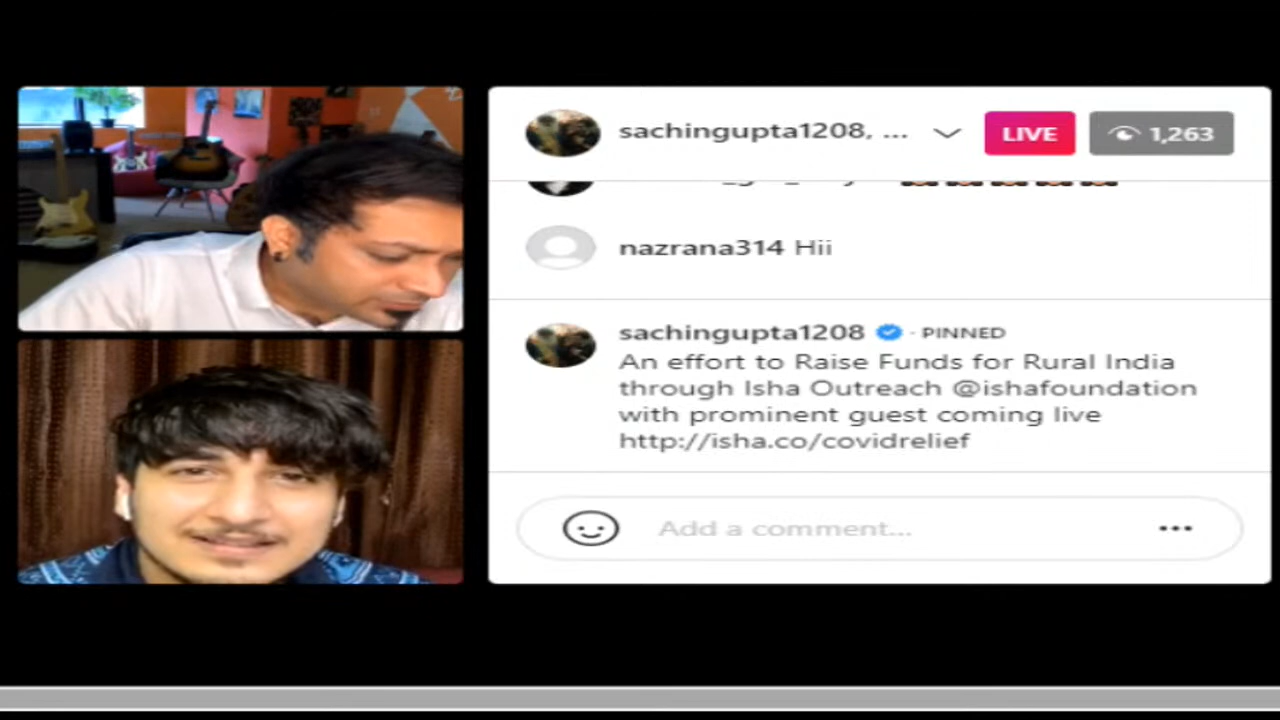 sachingupta1208, ...
LIVE
1,263
nazrana314 Hii
sachingupta1208 · PINNED
An effort to Raise Funds for Rural India
through Isha Outreach @ishafoundation
with prominent guest coming live
http://isha.co/covidrelief
Add a comment...